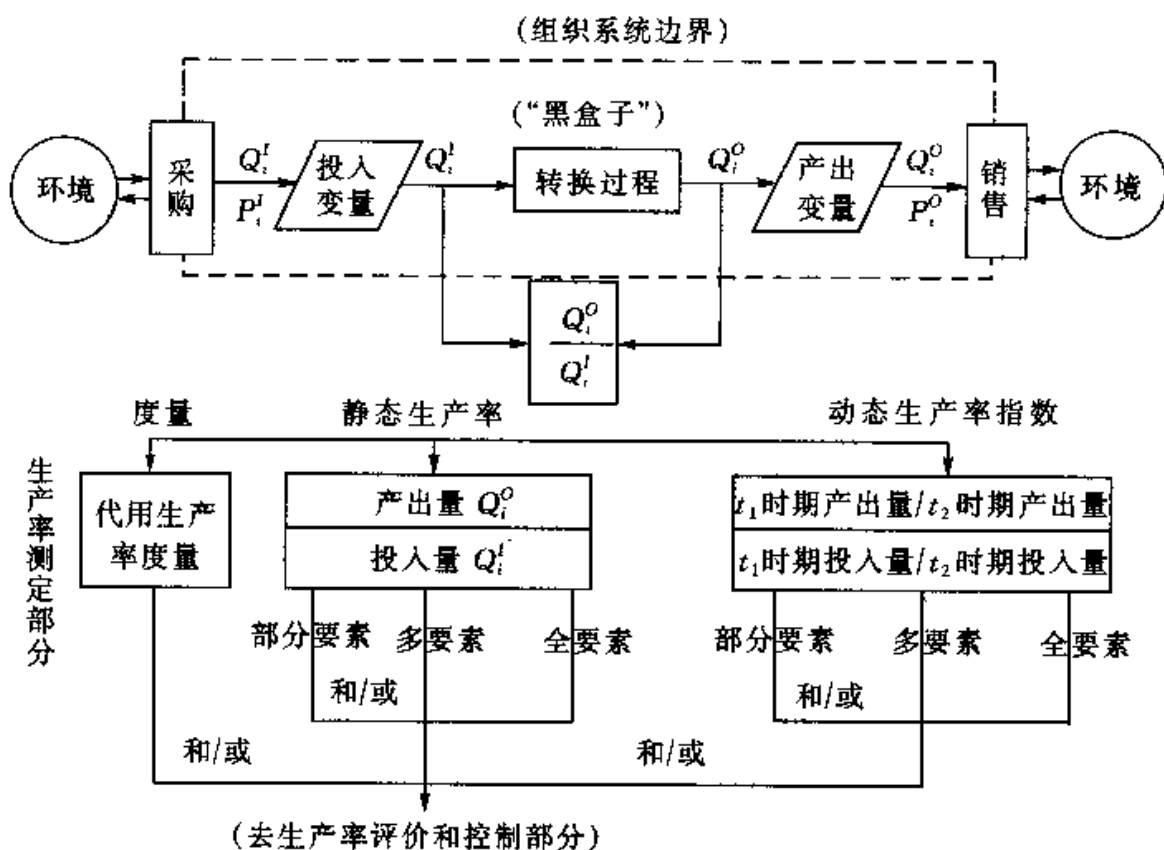 (组织系统边界)
(“黑盒子”)
环境
采购
Q_i^I
P_i^I
投入变量
Q_i^I
转换过程
Q_i^O
产出变量
Q_i^O
P_i^O
销售
环境
Q_i^O
Q_i^I
度量
静态生产率
动态生产率指数
生产率测定部分
代用生产
率度量
产出量 Q_i^O
投入量 Q_i^I
t_1时期产出量/t_2时期产出量
t_1时期投入量/t_2时期投入量
部分要素
多要素
全要素
和/或
部分要素
多要素
全要素
和/或
和/或
和/或
(去生产率评价和控制部分)